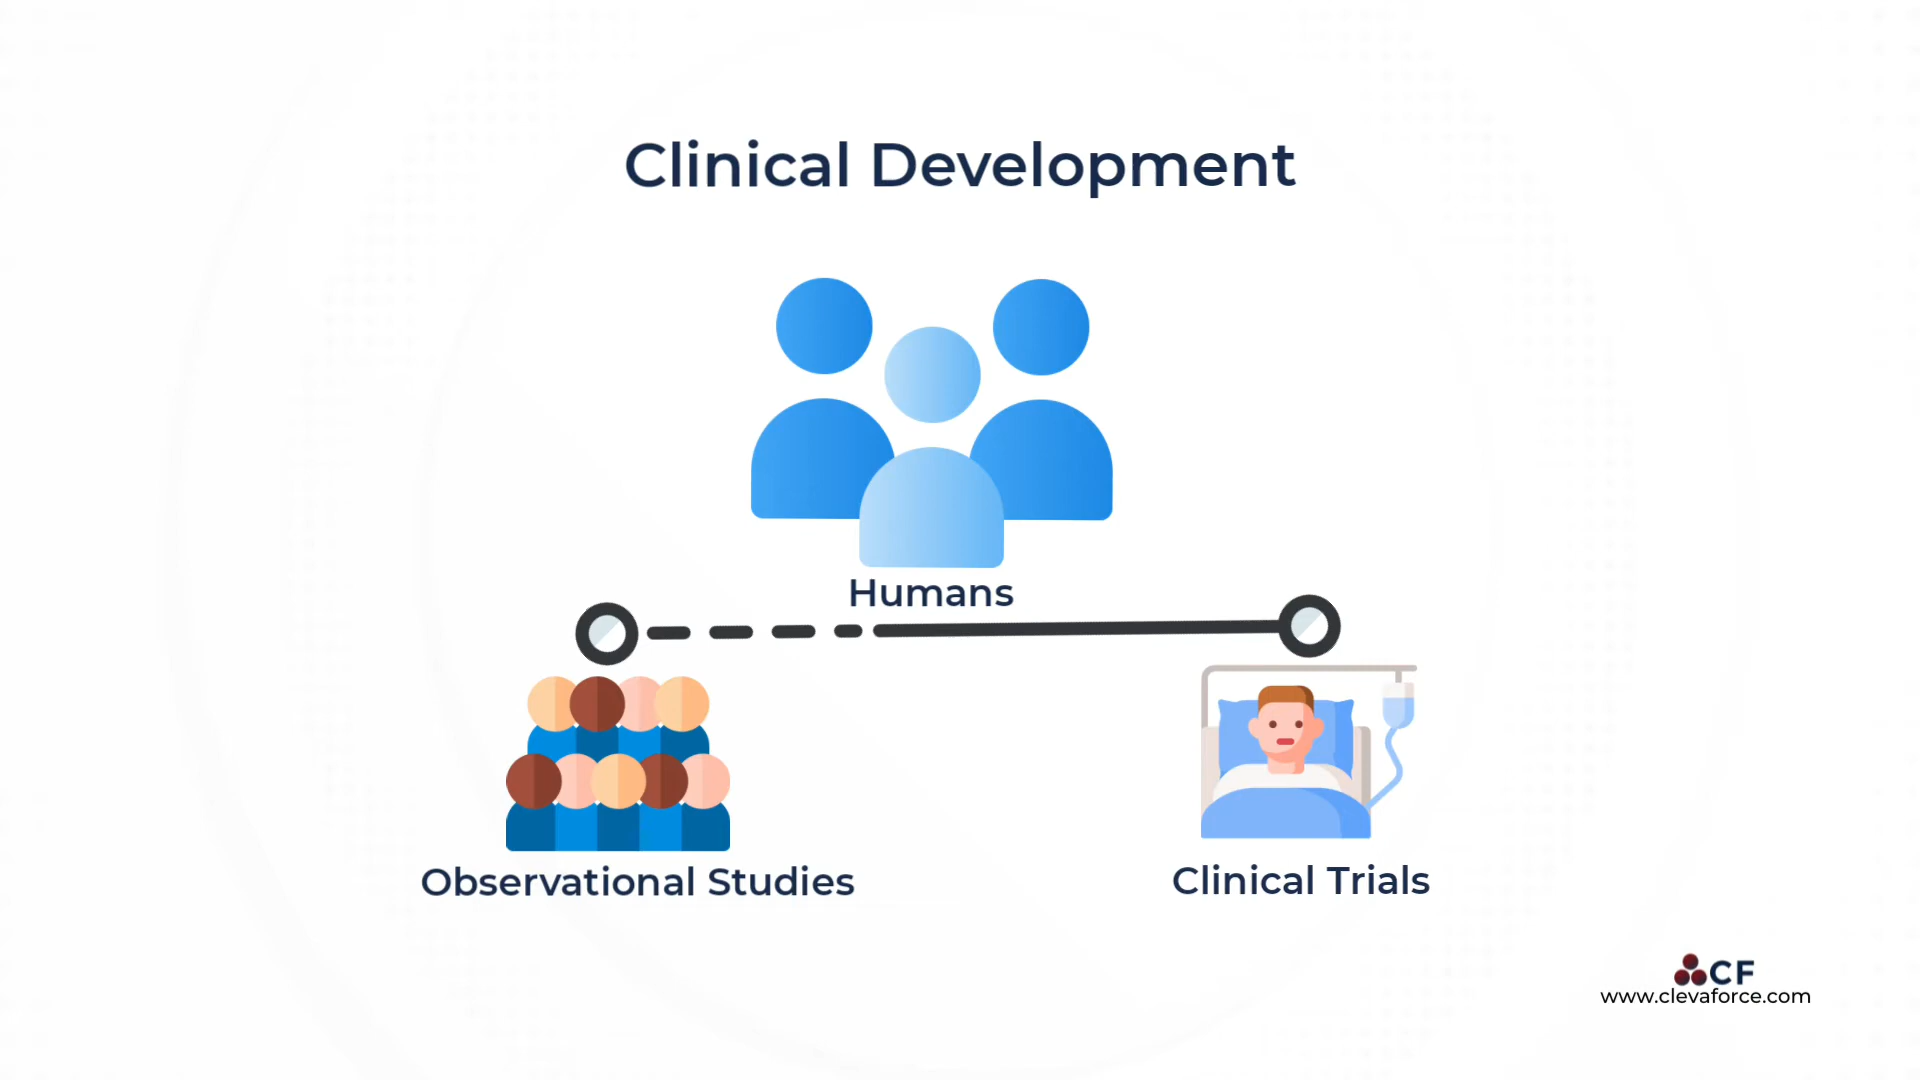 Clinical Development
Humans
Observational Studies
Clinical Trials
CF
www.clevaforce.com